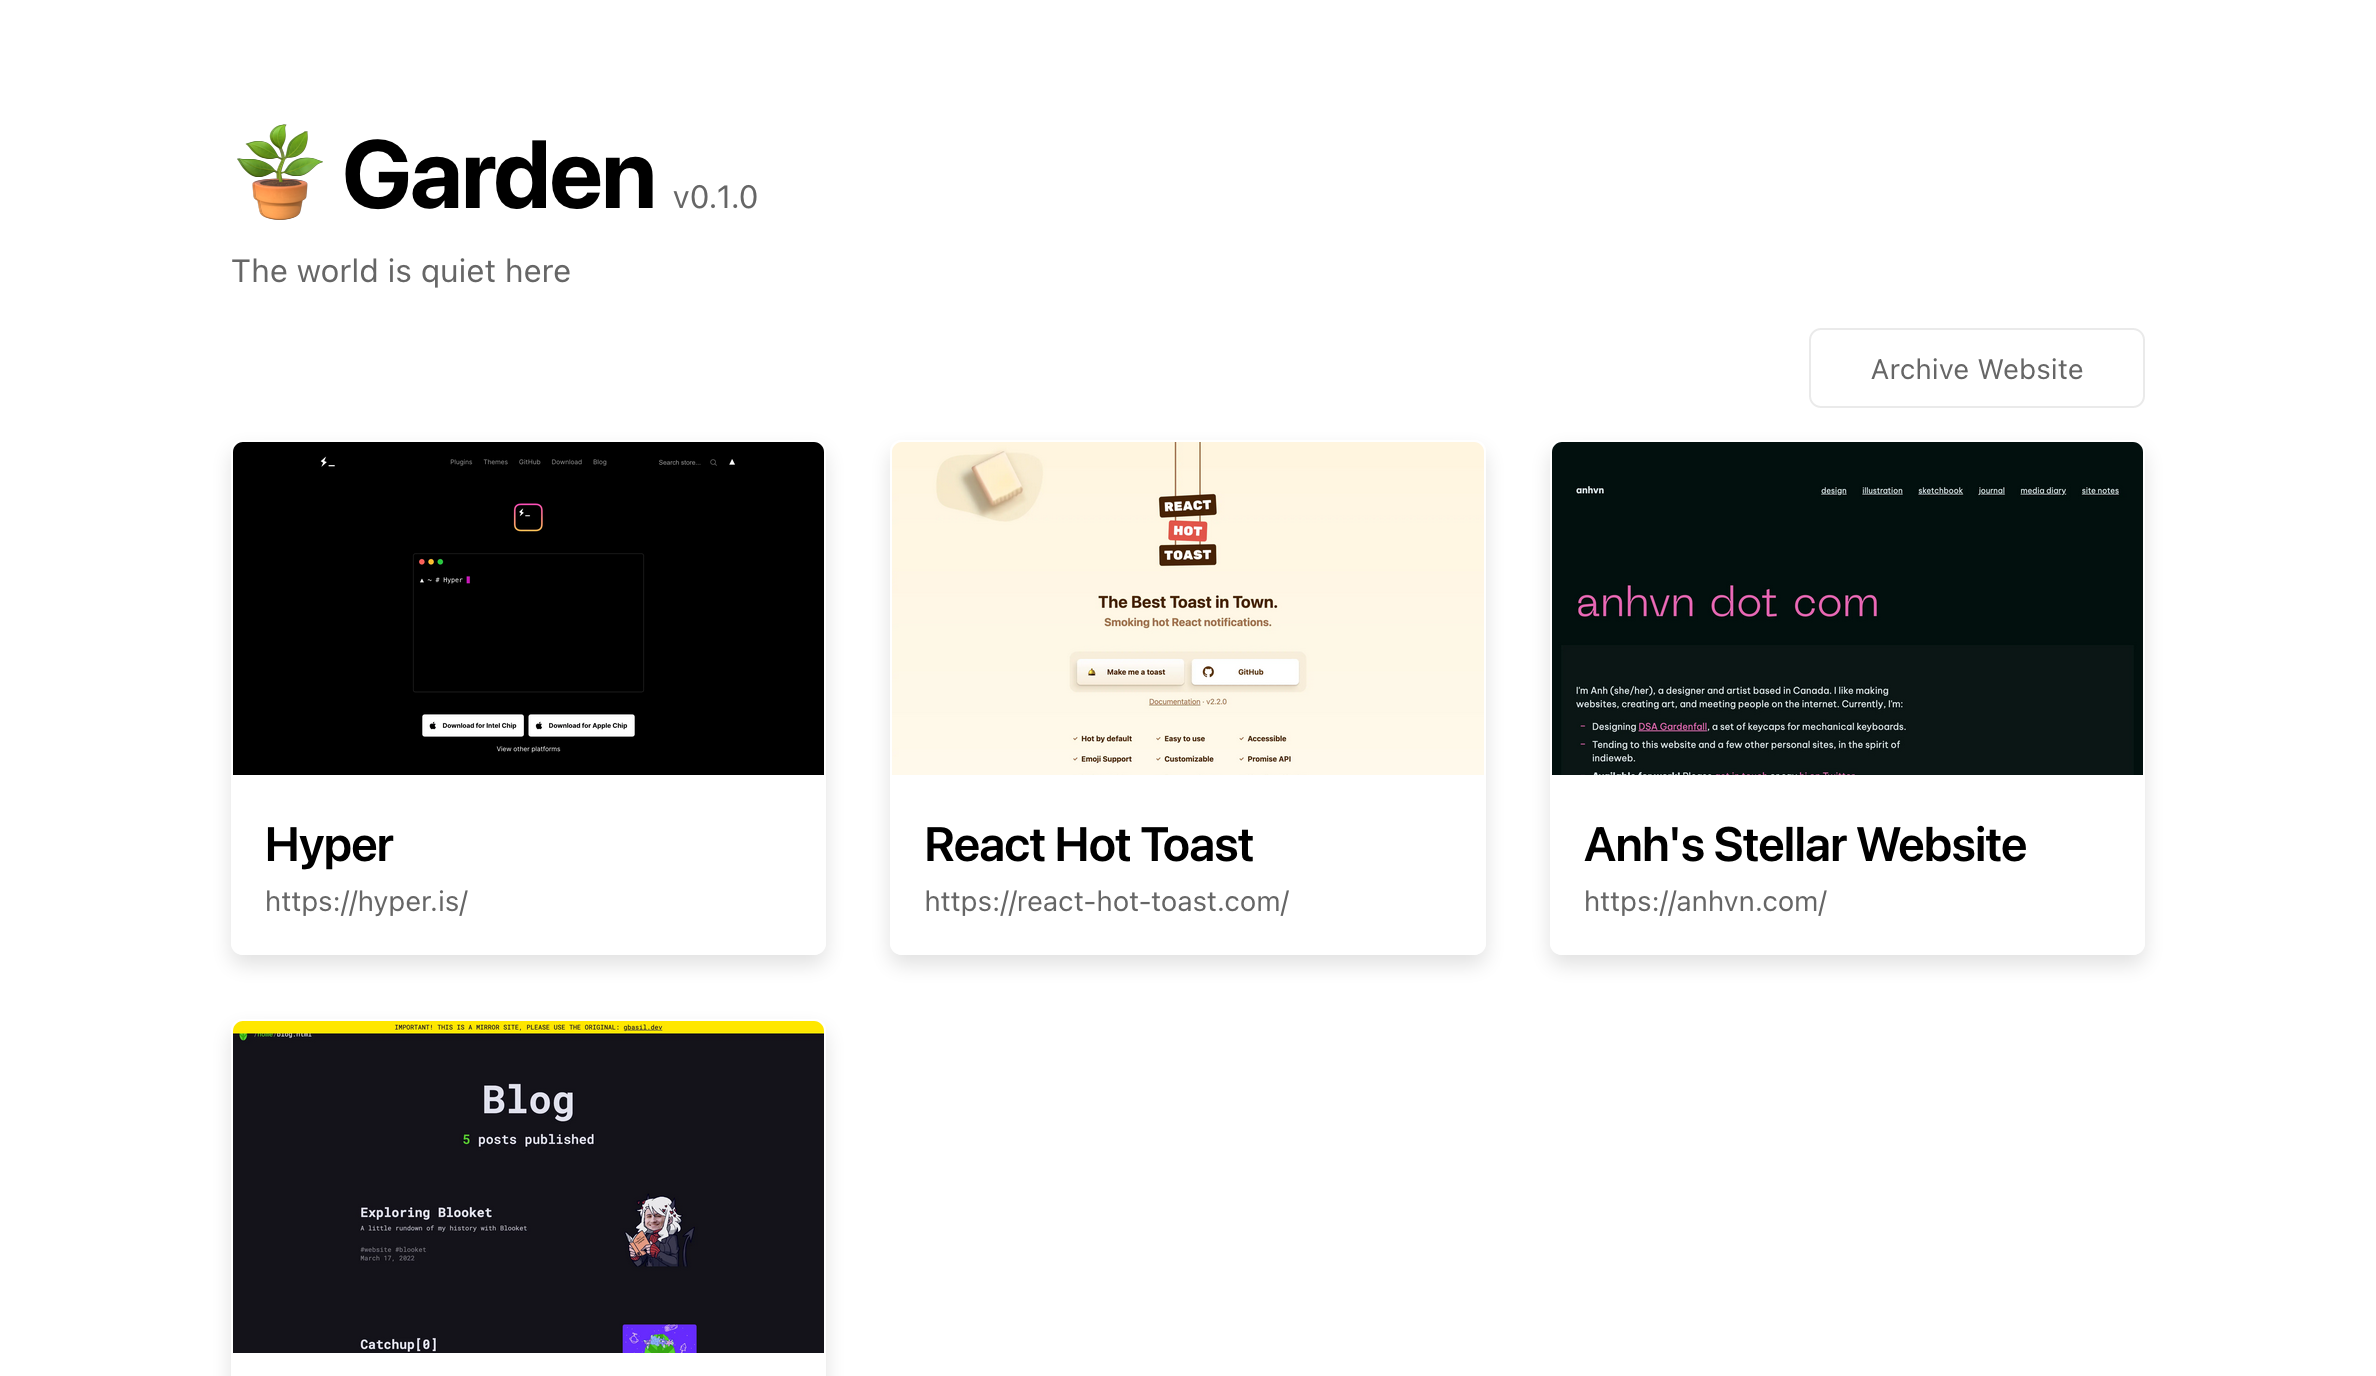 Garden v0.1.0
The world is quiet here
Archive Website
Plugins Themes GitHub Download Blog Search store...
▲ ~ # Hyper
Download for Intel Chip Download for Apple Chip
View other platforms
Hyper
https://hyper.is/
REACT
HOT
TOAST
The Best Toast in Town.
Smoking hot React notifications.
Make me a toast GitHub
Documentation · v2.2.0
✓ Hot by default ✓ Easy to use ✓ Accessible
✓ Emoji Support ✓ Customizable ✓ Promise API
React Hot Toast
https://react-hot-toast.com/
anhvn design illustration sketchbook journal media diary site notes
anhvn dot com
I'm Anh (she/her), a designer and artist based in Canada. I like making
websites, creating art, and meeting people on the internet. Currently, I'm:
– Designing DSA Gardenfall, a set of keycaps for mechanical keyboards.
– Tending to this website and a few other personal sites, in the spirit of
indieweb.
Anh's Stellar Website
https://anhvn.com/
IMPORTANT! THIS IS A MIRROR SITE, PLEASE USE THE ORIGINAL: gbasil.dev
Blog
5 posts published
Exploring Blooket
A little rundown of my history with Blooket
#website #blooket
March 17, 2022
Catchup[0]